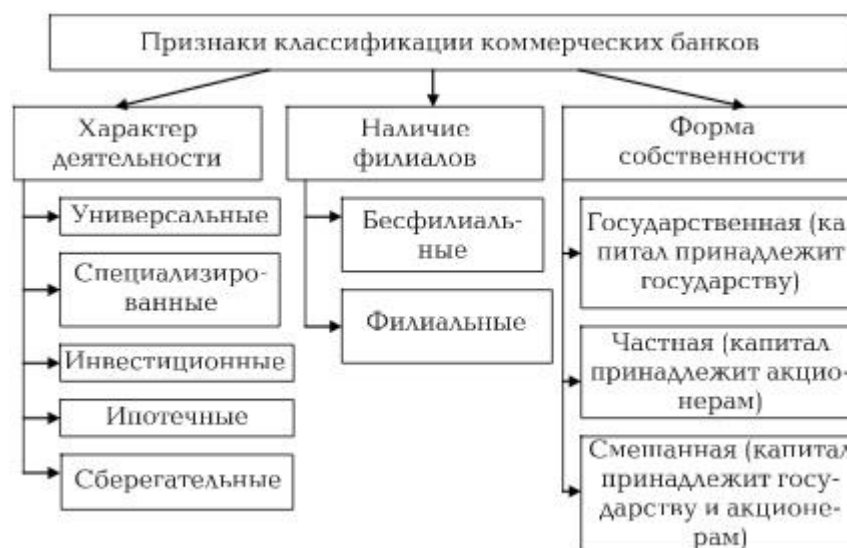 Признаки классификации коммерческих банков
Характер
деятельности
Универсальные
Специализиро-
ванные
Инвестиционные
Ипотечные
Сберегательные
Наличие
филиалов
Бесфилиаль-
ные
Филиальные
Форма
собственности
Государственная (ка-
питал принадлежит
государству)
Частная (капитал
принадлежит акцио-
нерам)
Смешанная (капитал
принадлежит госу-
дарству и акционе-
рам)